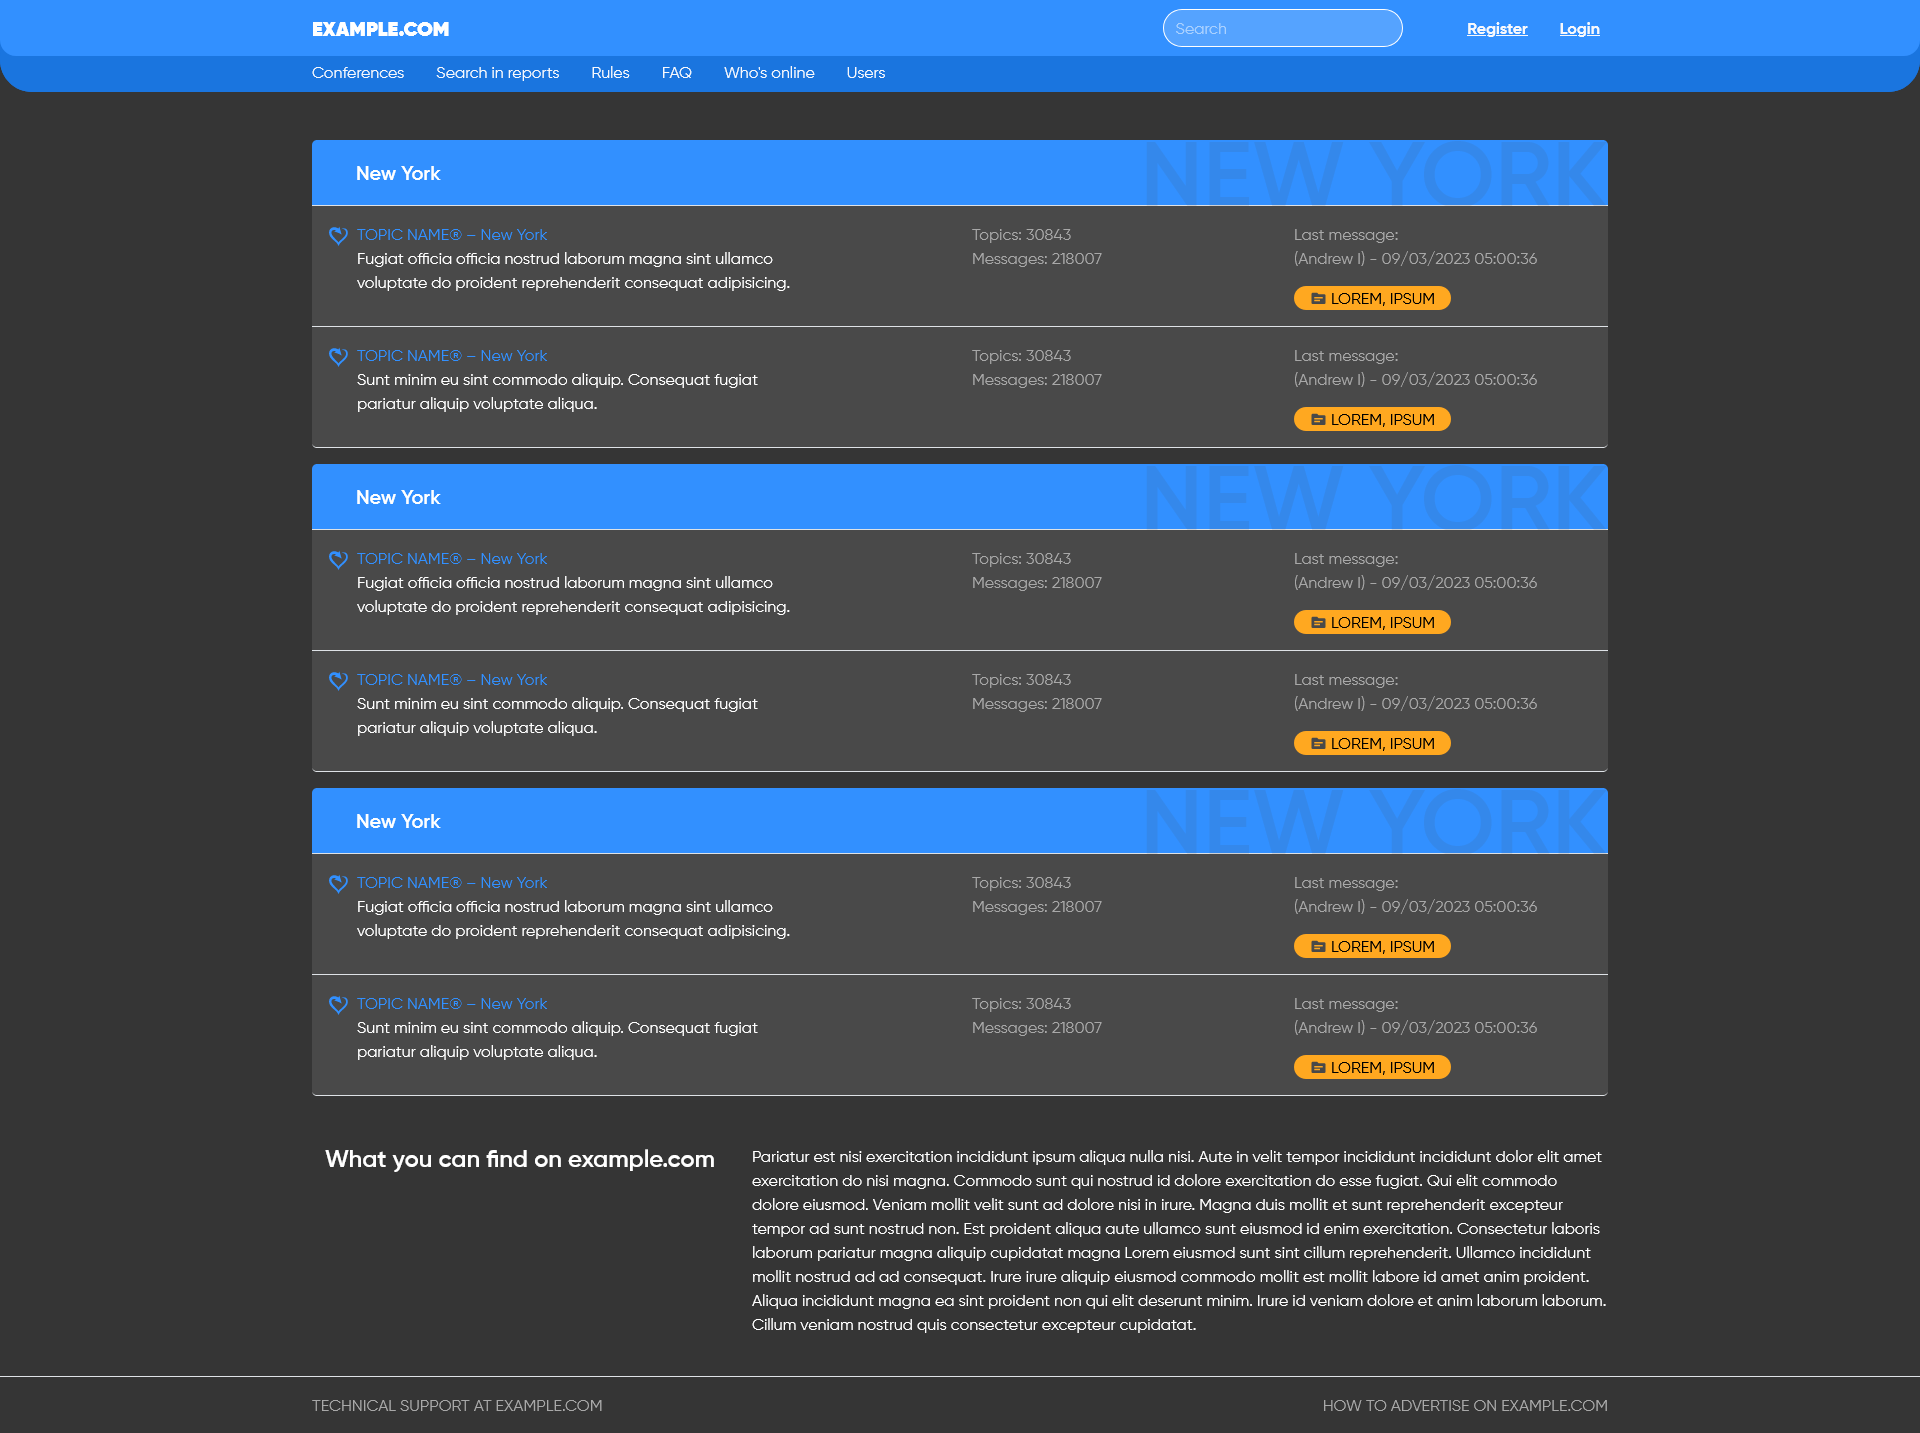 EXAMPLE.COM
Search
Register
Login
Conferences
Search in reports
Rules
FAQ
Who's online
Users
New York
NEW YORK
TOPIC NAME® – New York
Fugiat officia officia nostrud laborum magna sint ullamco
voluptate do proident reprehenderit consequat adipisicing.
Topics: 30843
Messages: 218007
Last message:
(Andrew I) - 09/03/2023 05:00:36
LOREM, IPSUM
TOPIC NAME® – New York
Sunt minim eu sint commodo aliquip. Consequat fugiat
pariatur aliquip voluptate aliqua.
Topics: 30843
Messages: 218007
Last message:
(Andrew I) - 09/03/2023 05:00:36
LOREM, IPSUM
New York
NEW YORK
TOPIC NAME® – New York
Fugiat officia officia nostrud laborum magna sint ullamco
voluptate do proident reprehenderit consequat adipisicing.
Topics: 30843
Messages: 218007
Last message:
(Andrew I) - 09/03/2023 05:00:36
LOREM, IPSUM
TOPIC NAME® – New York
Sunt minim eu sint commodo aliquip. Consequat fugiat
pariatur aliquip voluptate aliqua.
Topics: 30843
Messages: 218007
Last message:
(Andrew I) - 09/03/2023 05:00:36
LOREM, IPSUM
New York
NEW YORK
TOPIC NAME® – New York
Fugiat officia officia nostrud laborum magna sint ullamco
voluptate do proident reprehenderit consequat adipisicing.
Topics: 30843
Messages: 218007
Last message:
(Andrew I) - 09/03/2023 05:00:36
LOREM, IPSUM
TOPIC NAME® – New York
Sunt minim eu sint commodo aliquip. Consequat fugiat
pariatur aliquip voluptate aliqua.
Topics: 30843
Messages: 218007
Last message:
(Andrew I) - 09/03/2023 05:00:36
LOREM, IPSUM
What you can find on example.com
Pariatur est nisi exercitation incididunt ipsum aliqua nulla nisi. Aute in velit tempor incididunt incididunt dolor elit amet
exercitation do nisi magna. Commodo sunt qui nostrud id dolore exercitation do esse fugiat. Qui elit commodo
dolore eiusmod. Veniam mollit velit sunt ad dolore nisi in irure. Magna duis mollit et sunt reprehenderit excepteur
tempor ad sunt nostrud non. Est proident aliqua aute ullamco sunt eiusmod id enim exercitation. Consectetur laboris
laborum pariatur magna aliquip cupidatat magna Lorem eiusmod sunt sint cillum reprehenderit. Ullamco incididunt
mollit nostrud ad ad consequat. Irure irure aliquip eiusmod commodo mollit est mollit labore id amet anim proident.
Aliqua incididunt magna ea sint proident non qui elit deserunt minim. Irure id veniam dolore et anim laborum laborum.
Cillum veniam nostrud quis consectetur excepteur cupidatat.
TECHNICAL SUPPORT AT EXAMPLE.COM
HOW TO ADVERTISE ON EXAMPLE.COM